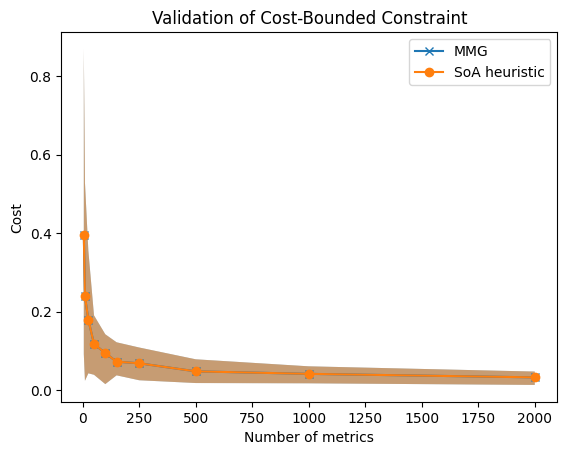 Validation of Cost-Bounded Constraint
MMG
SoA heuristic
Cost
0.8
0.6
0.4
0.2
0.0
0 250 500 750 1000 1250 1500 1750 2000
Number of metrics